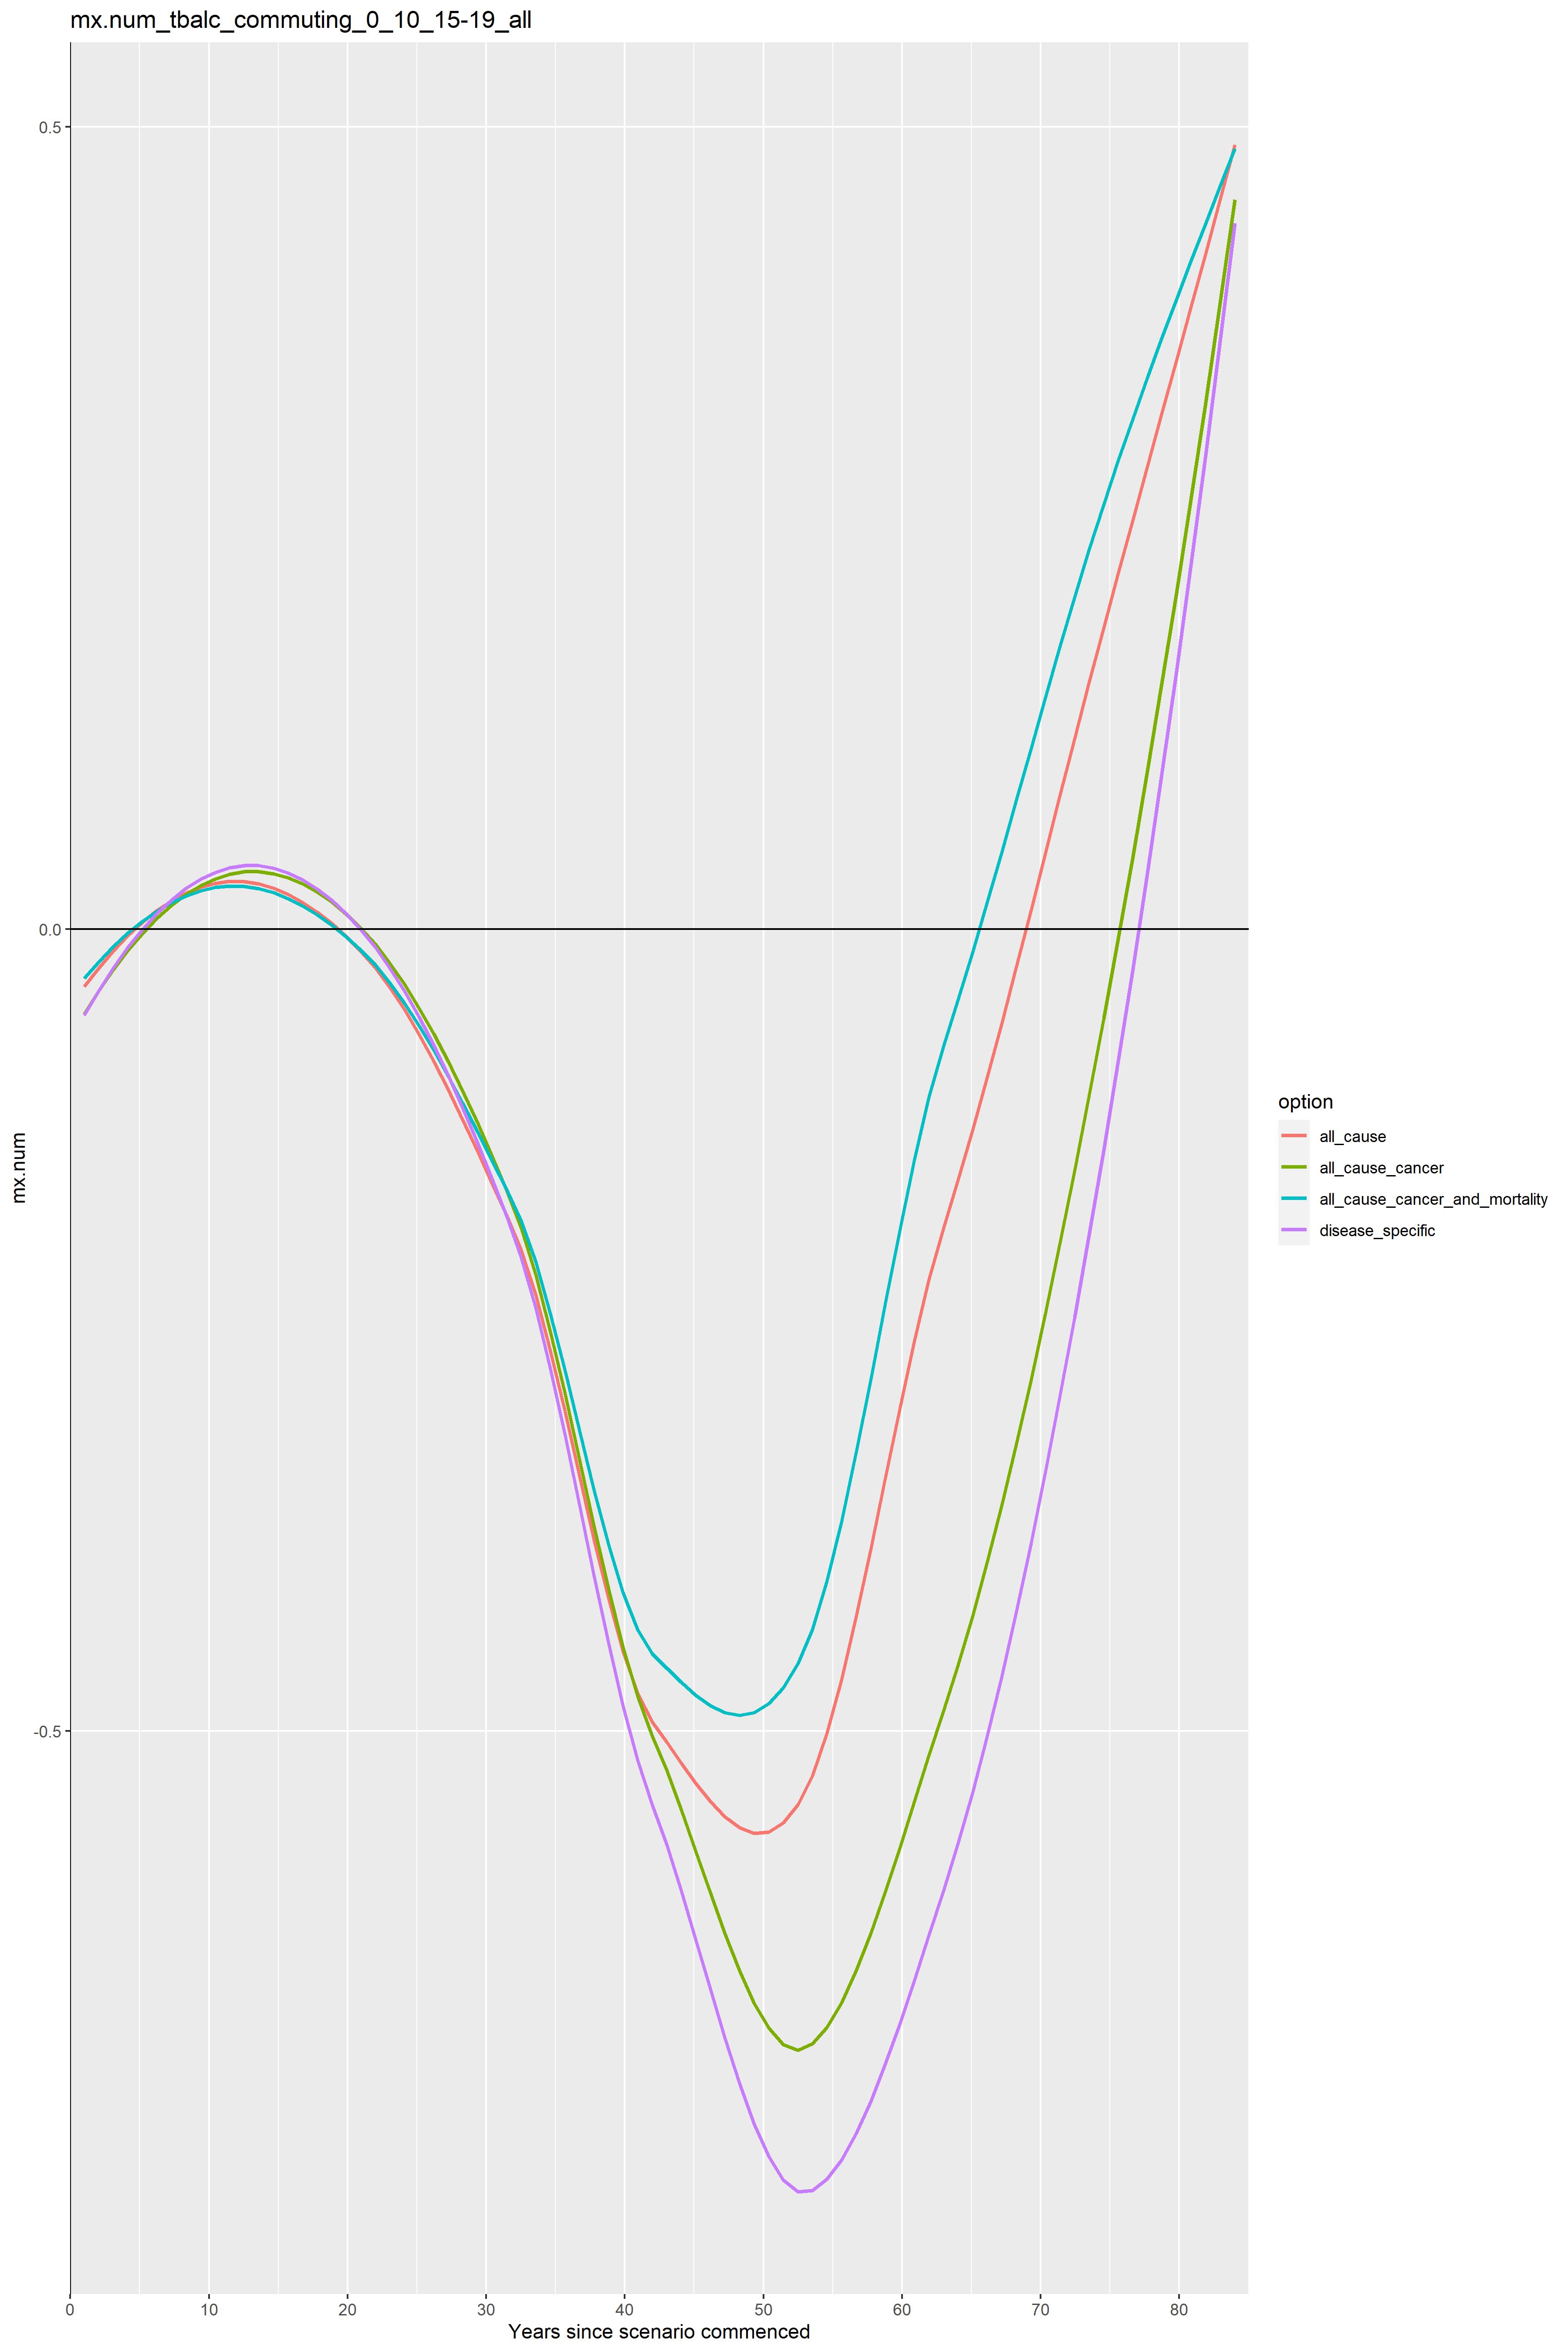 mx.num_tbalc_commuting_0_10_15-19_all
0.5
0.0
-0.5
mx.num
0 10 20 30 40 50 60 70 80
Years since scenario commenced
option
all_cause
all_cause_cancer
all_cause_cancer_and_mortality
disease_specific